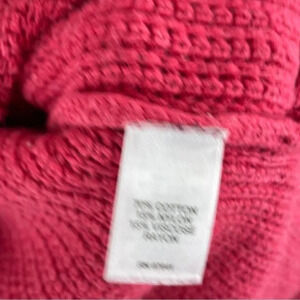 70% COTTON
15% NYLON
15% VISCOSE
RAYON